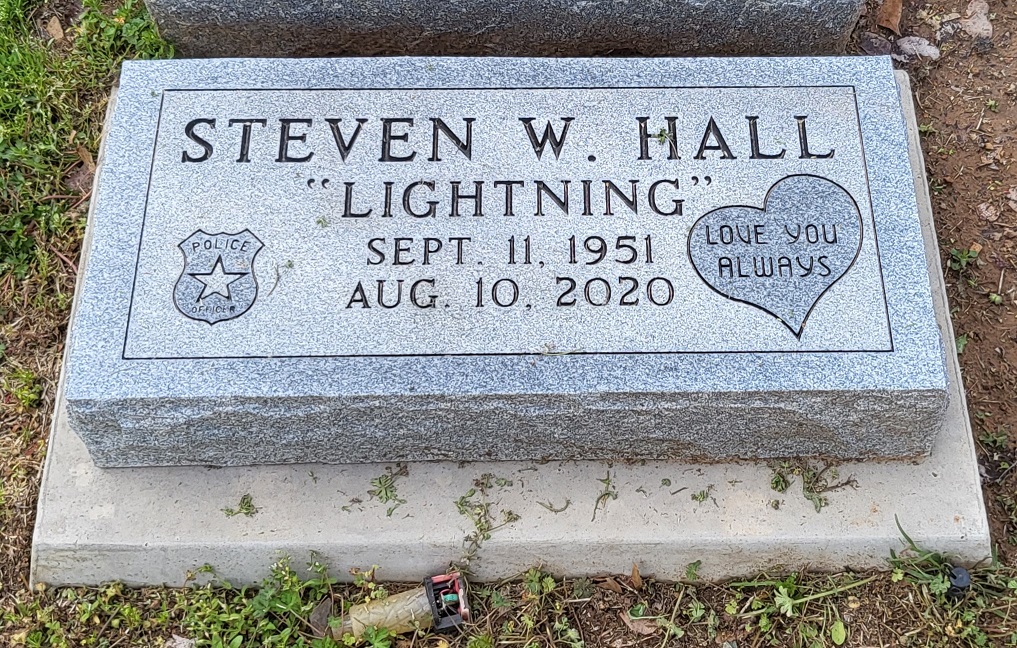 STEVEN W. HALL
"LIGHTNING"
SEPT. 11, 1951
AUG. 10, 2020
POLICE
OFFICER
LOVE YOU
ALWAYS